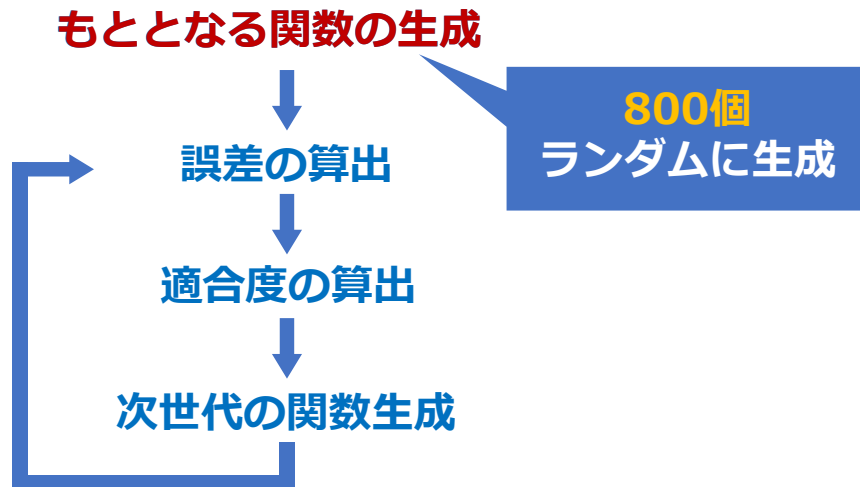 もととなる関数の生成
800個
ランダムに生成
誤差の算出
適合度の算出
次世代の関数生成